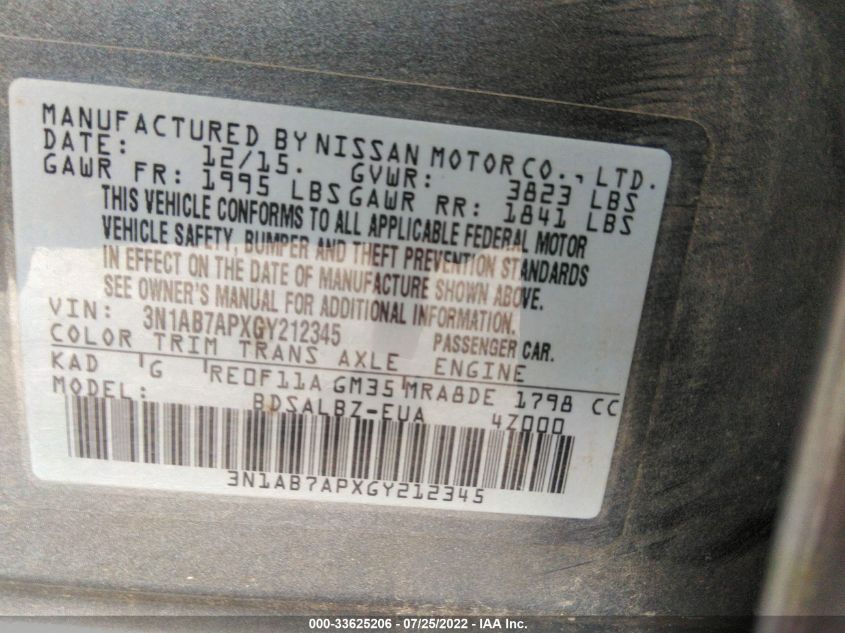 MANUFACTURED BY NISSAN MOTOR CO., LTD.
DATE: 12/15. GVWR: 3823 LBS
GAWR FR: 1995 LBS GAWR RR: 1841 LBS
THIS VEHICLE CONFORMS TO ALL APPLICABLE FEDERAL MOTOR
VEHICLE SAFETY, BUMPER AND THEFT PREVENTION STANDARDS
IN EFFECT ON THE DATE OF MANUFACTURE SHOWN ABOVE.
SEE OWNER'S MANUAL FOR ADDITIONAL INFORMATION.
VIN: 3N1AB7APXGY212345 PASSENGER CAR.
COLOR TRIM TRANS AXLE ENGINE
KAD G RE0F11A GM35 MRA8DE 1798 CC
MODEL: BDSALBZ-EUA 4Z000
3N1AB7APXGY212345
000-33625206 - 07/25/2022 - IAA Inc.